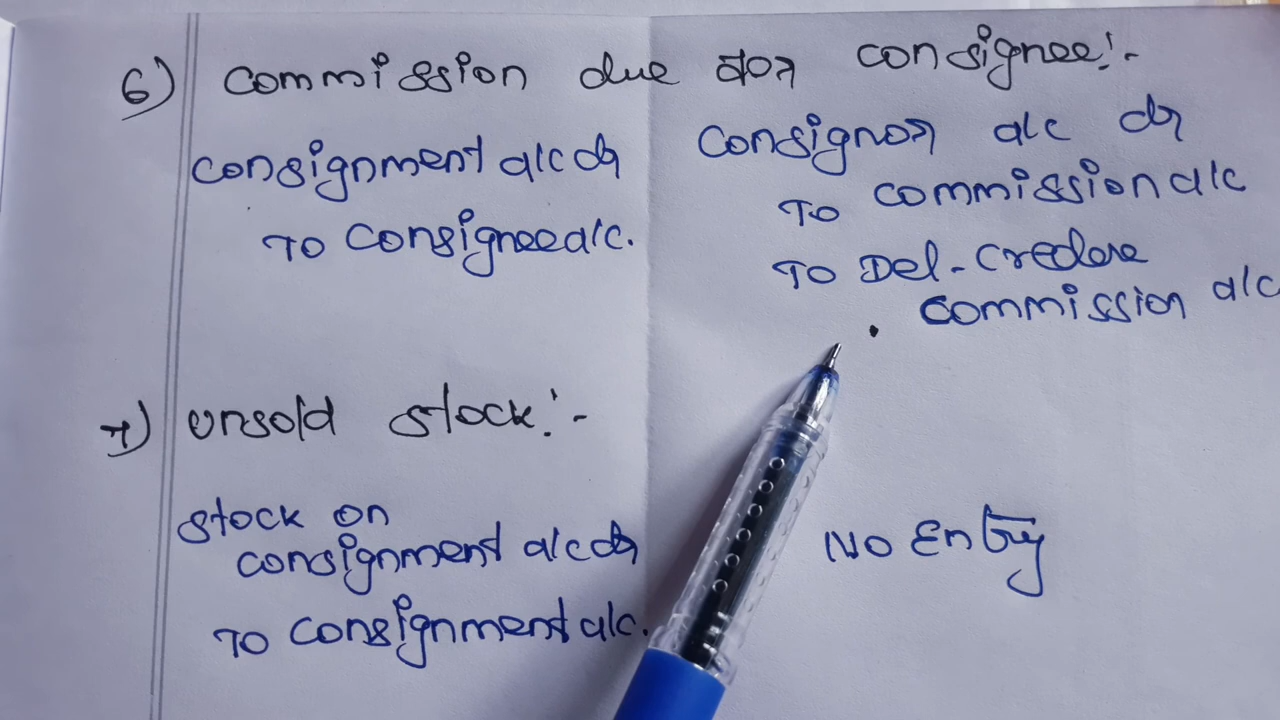 6) Commission due for consignee:-
consignment a/c dr
To consignee a/c.
consignor a/c dr
To commission a/c
To Del-credere
commission a/c
7) unsold stock:-
stock on
consignment a/c dr
To consignment a/c.
No Entry